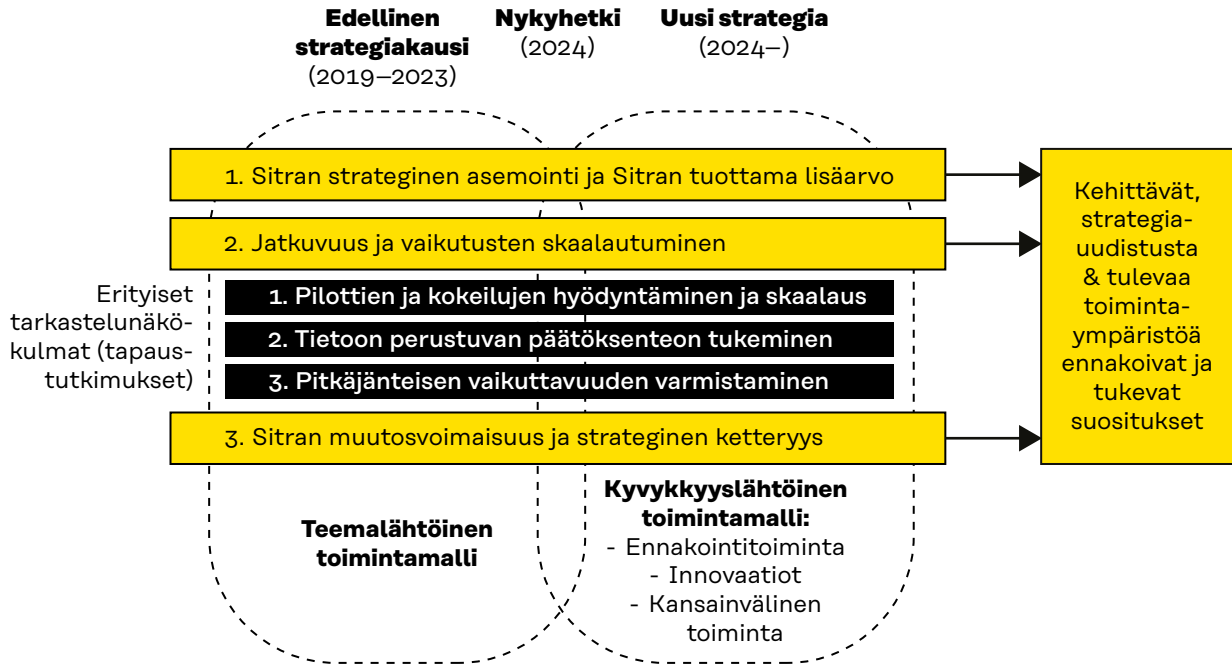 Edellinen
strategiakausi
(2019–2023)
Nykyhetki
(2024)
Uusi strategia
(2024–)
1. Sitran strateginen asemointi ja Sitran tuottama lisäarvo
2. Jatkuvuus ja vaikutusten skaalautuminen
Erityiset
tarkastelunäkö-
kulmat (tapaus-
tutkimukset)
1. Pilottien ja kokeilujen hyödyntäminen ja skaalaus
2. Tietoon perustuvan päätöksenteon tukeminen
3. Pitkäjänteisen vaikuttavuuden varmistaminen
3. Sitran muutosvoimaisuus ja strateginen ketteryys
Kehittävät,
strategia-
uudistusta
& tulevaa
toiminta-
ympäristöä
ennakoivat ja
tukevat
suositukset
Teemalähtöinen
toimintamalli
Kyvykkyyslähtöinen
toimintamalli:
- Ennakointitoiminta
- Innovaatiot
- Kansainvälinen
toiminta